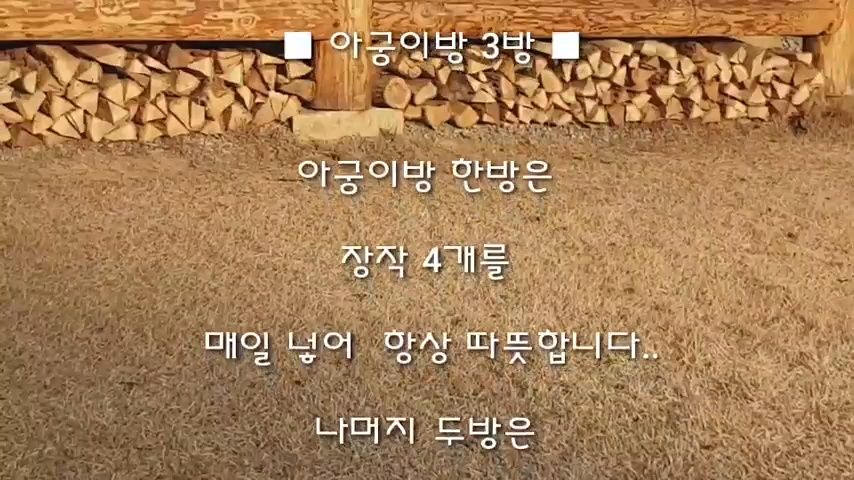 ■ 아궁이방 3방 ■
아궁이방 한방은
장작 4개를
매일 넣어 항상 따뜻합니다..
나머지 두방은